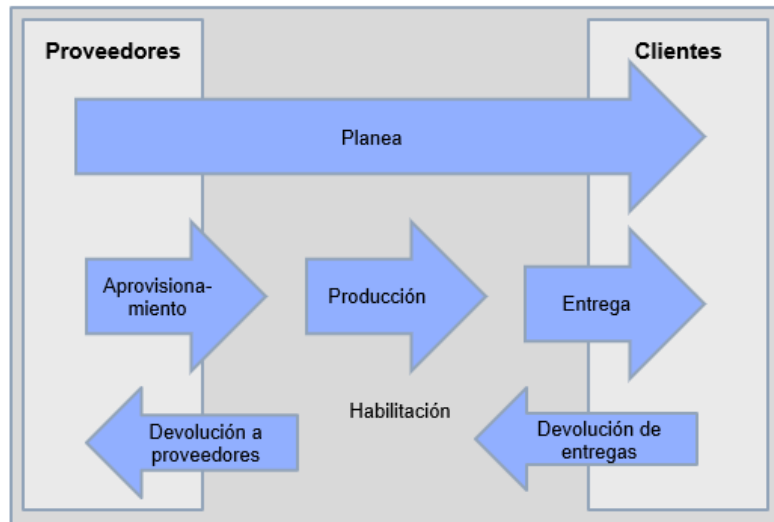 Proveedores
Clientes
Planea
Aprovisiona-
miento
Producción
Entrega
Habilitación
Devolución a
proveedores
Devolución de
entregas